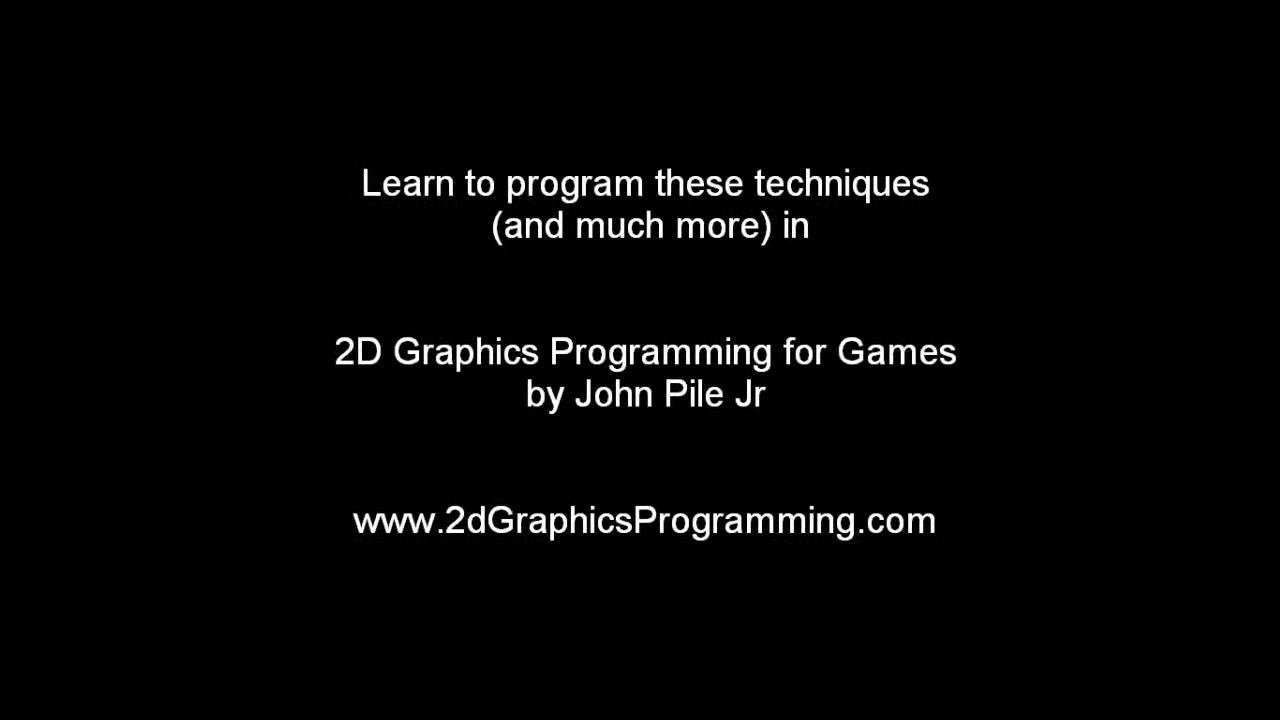 Learn to program these techniques
(and much more) in
2D Graphics Programming for Games
by John Pile Jr
www.2dGraphicsProgramming.com